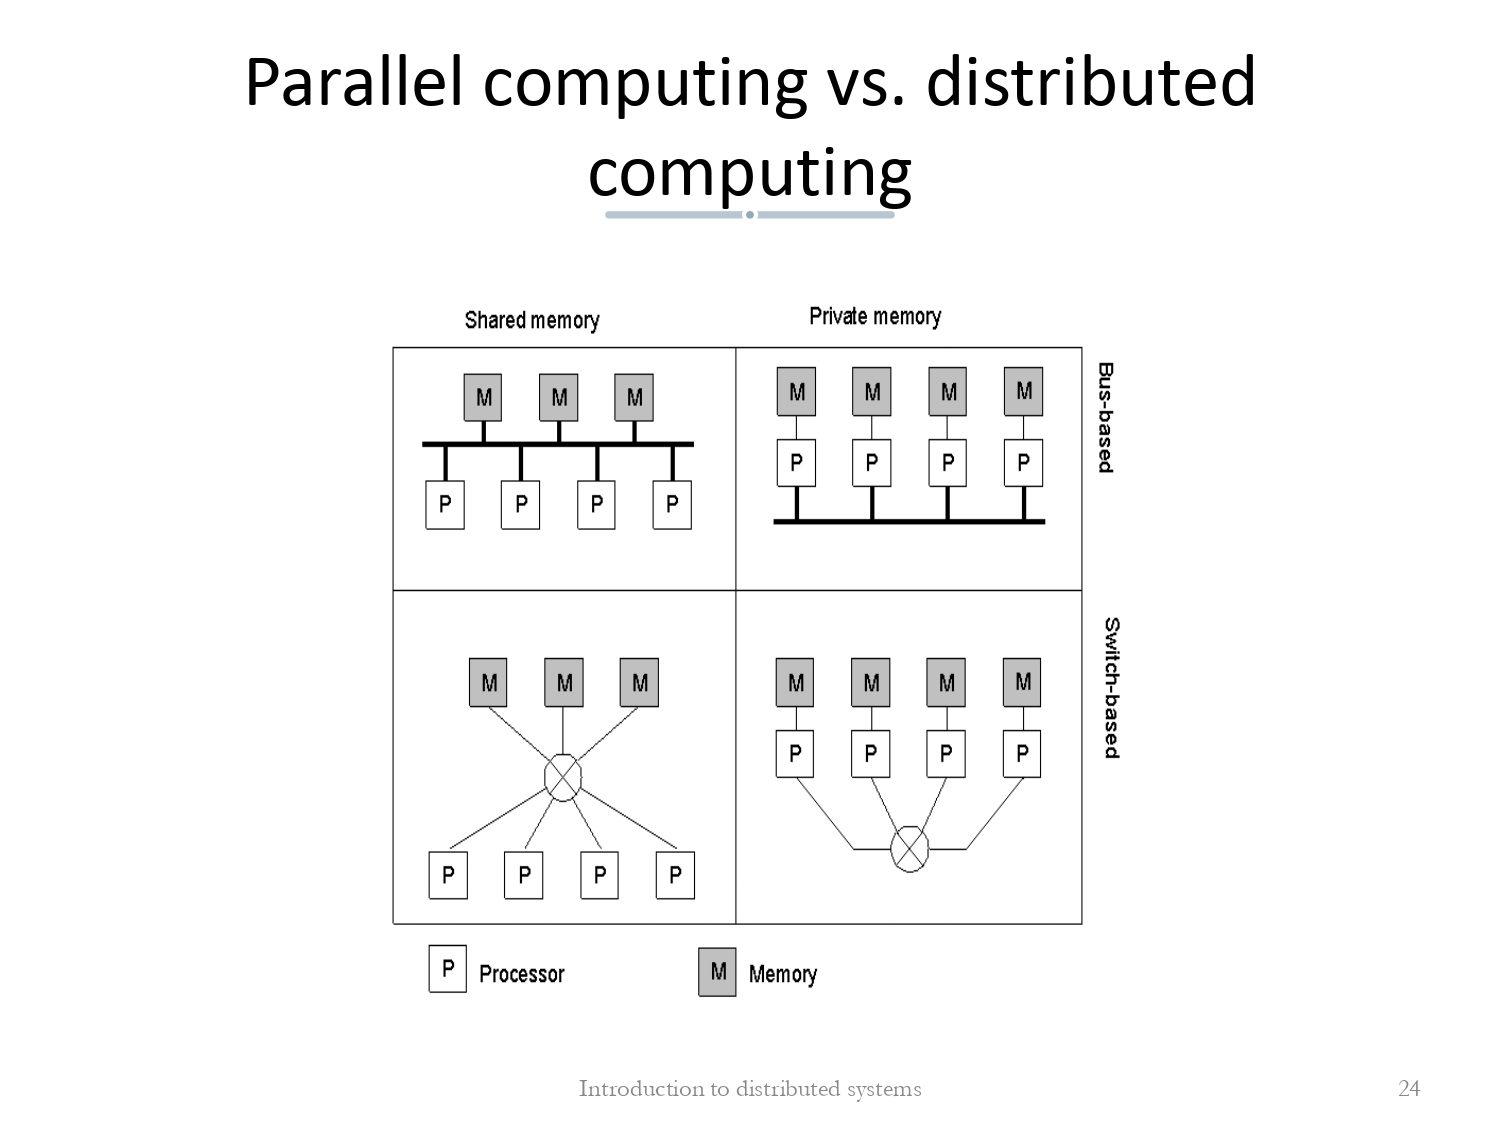 Parallel computing vs. distributed
computing
Shared memory
Private memory
M M M
P P P P
M M M M
P P P P
Bus-based
M M M
P P P P
M M M M
P P P P
Switch-based
P Processor
M Memory
Introduction to distributed systems
24